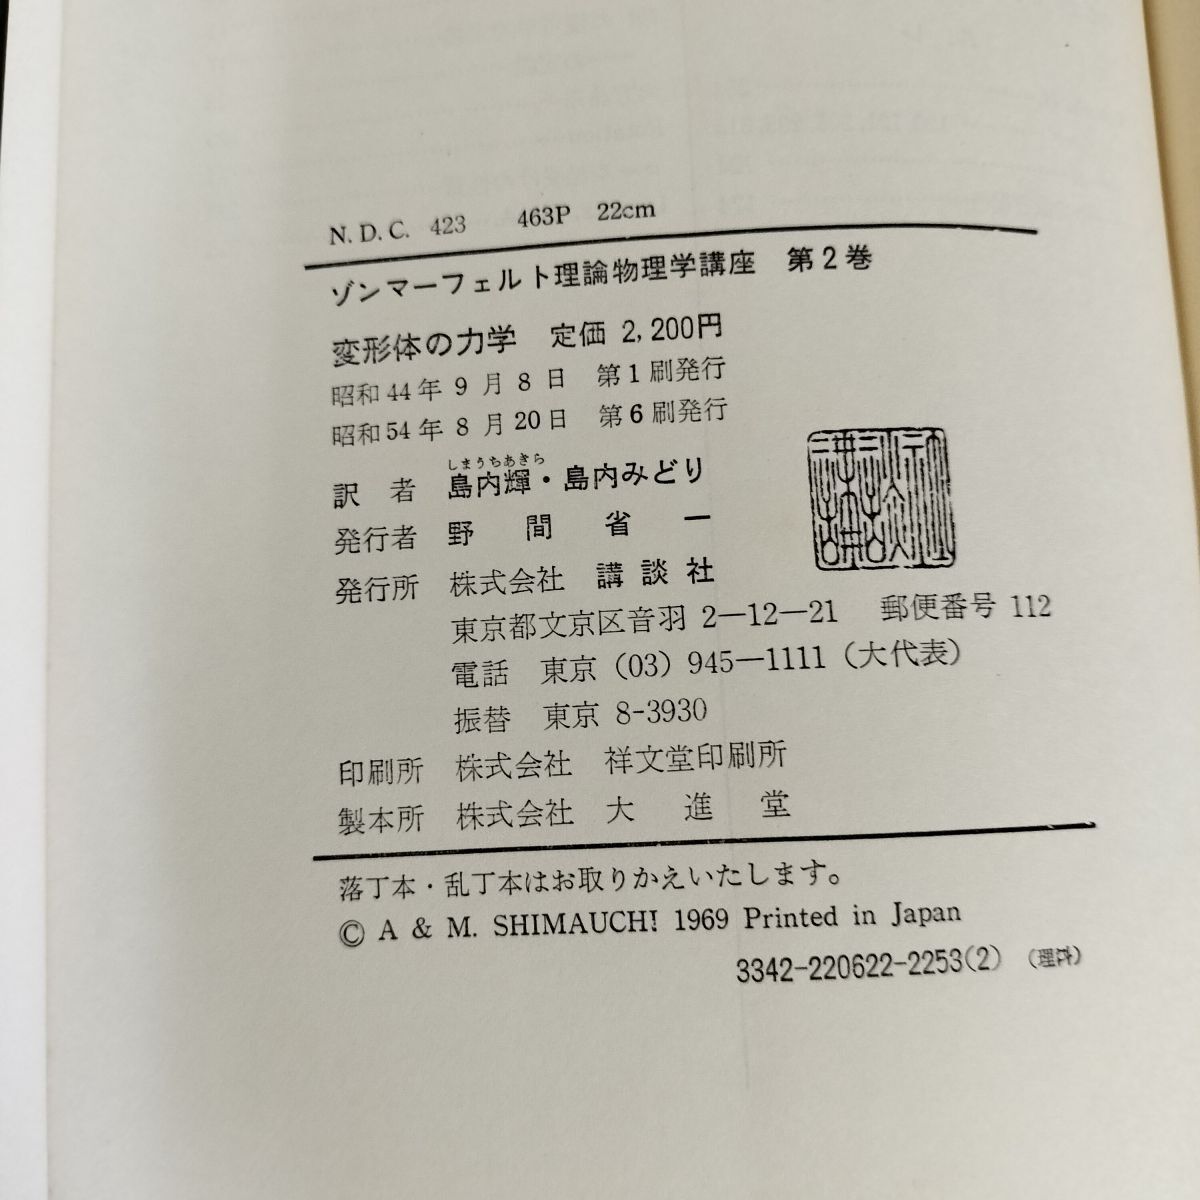 N. D. C. 423 463P 22cm
ゾンマーフェルト理論物理学講座 第2巻
変形体の力学 定価 2,200円
昭和44年9月8日 第1刷発行
昭和54年8月20日 第6刷発行
しまうちあきら
訳者 島内輝・島内みどり
発行者 野間省一
発行所 株式会社 講談社
東京都文京区音羽 2—12—21 郵便番号 112
電話 東京 (03) 945—1111 (大代表)
振替 東京 8-3930
印刷所 株式会社 祥文堂印刷所
製本所 株式会社 大進堂
落丁本・乱丁本はお取りかえいたします。
© A & M. SHIMAUCHI 1969 Printed in Japan
3342-220622-2253(2)